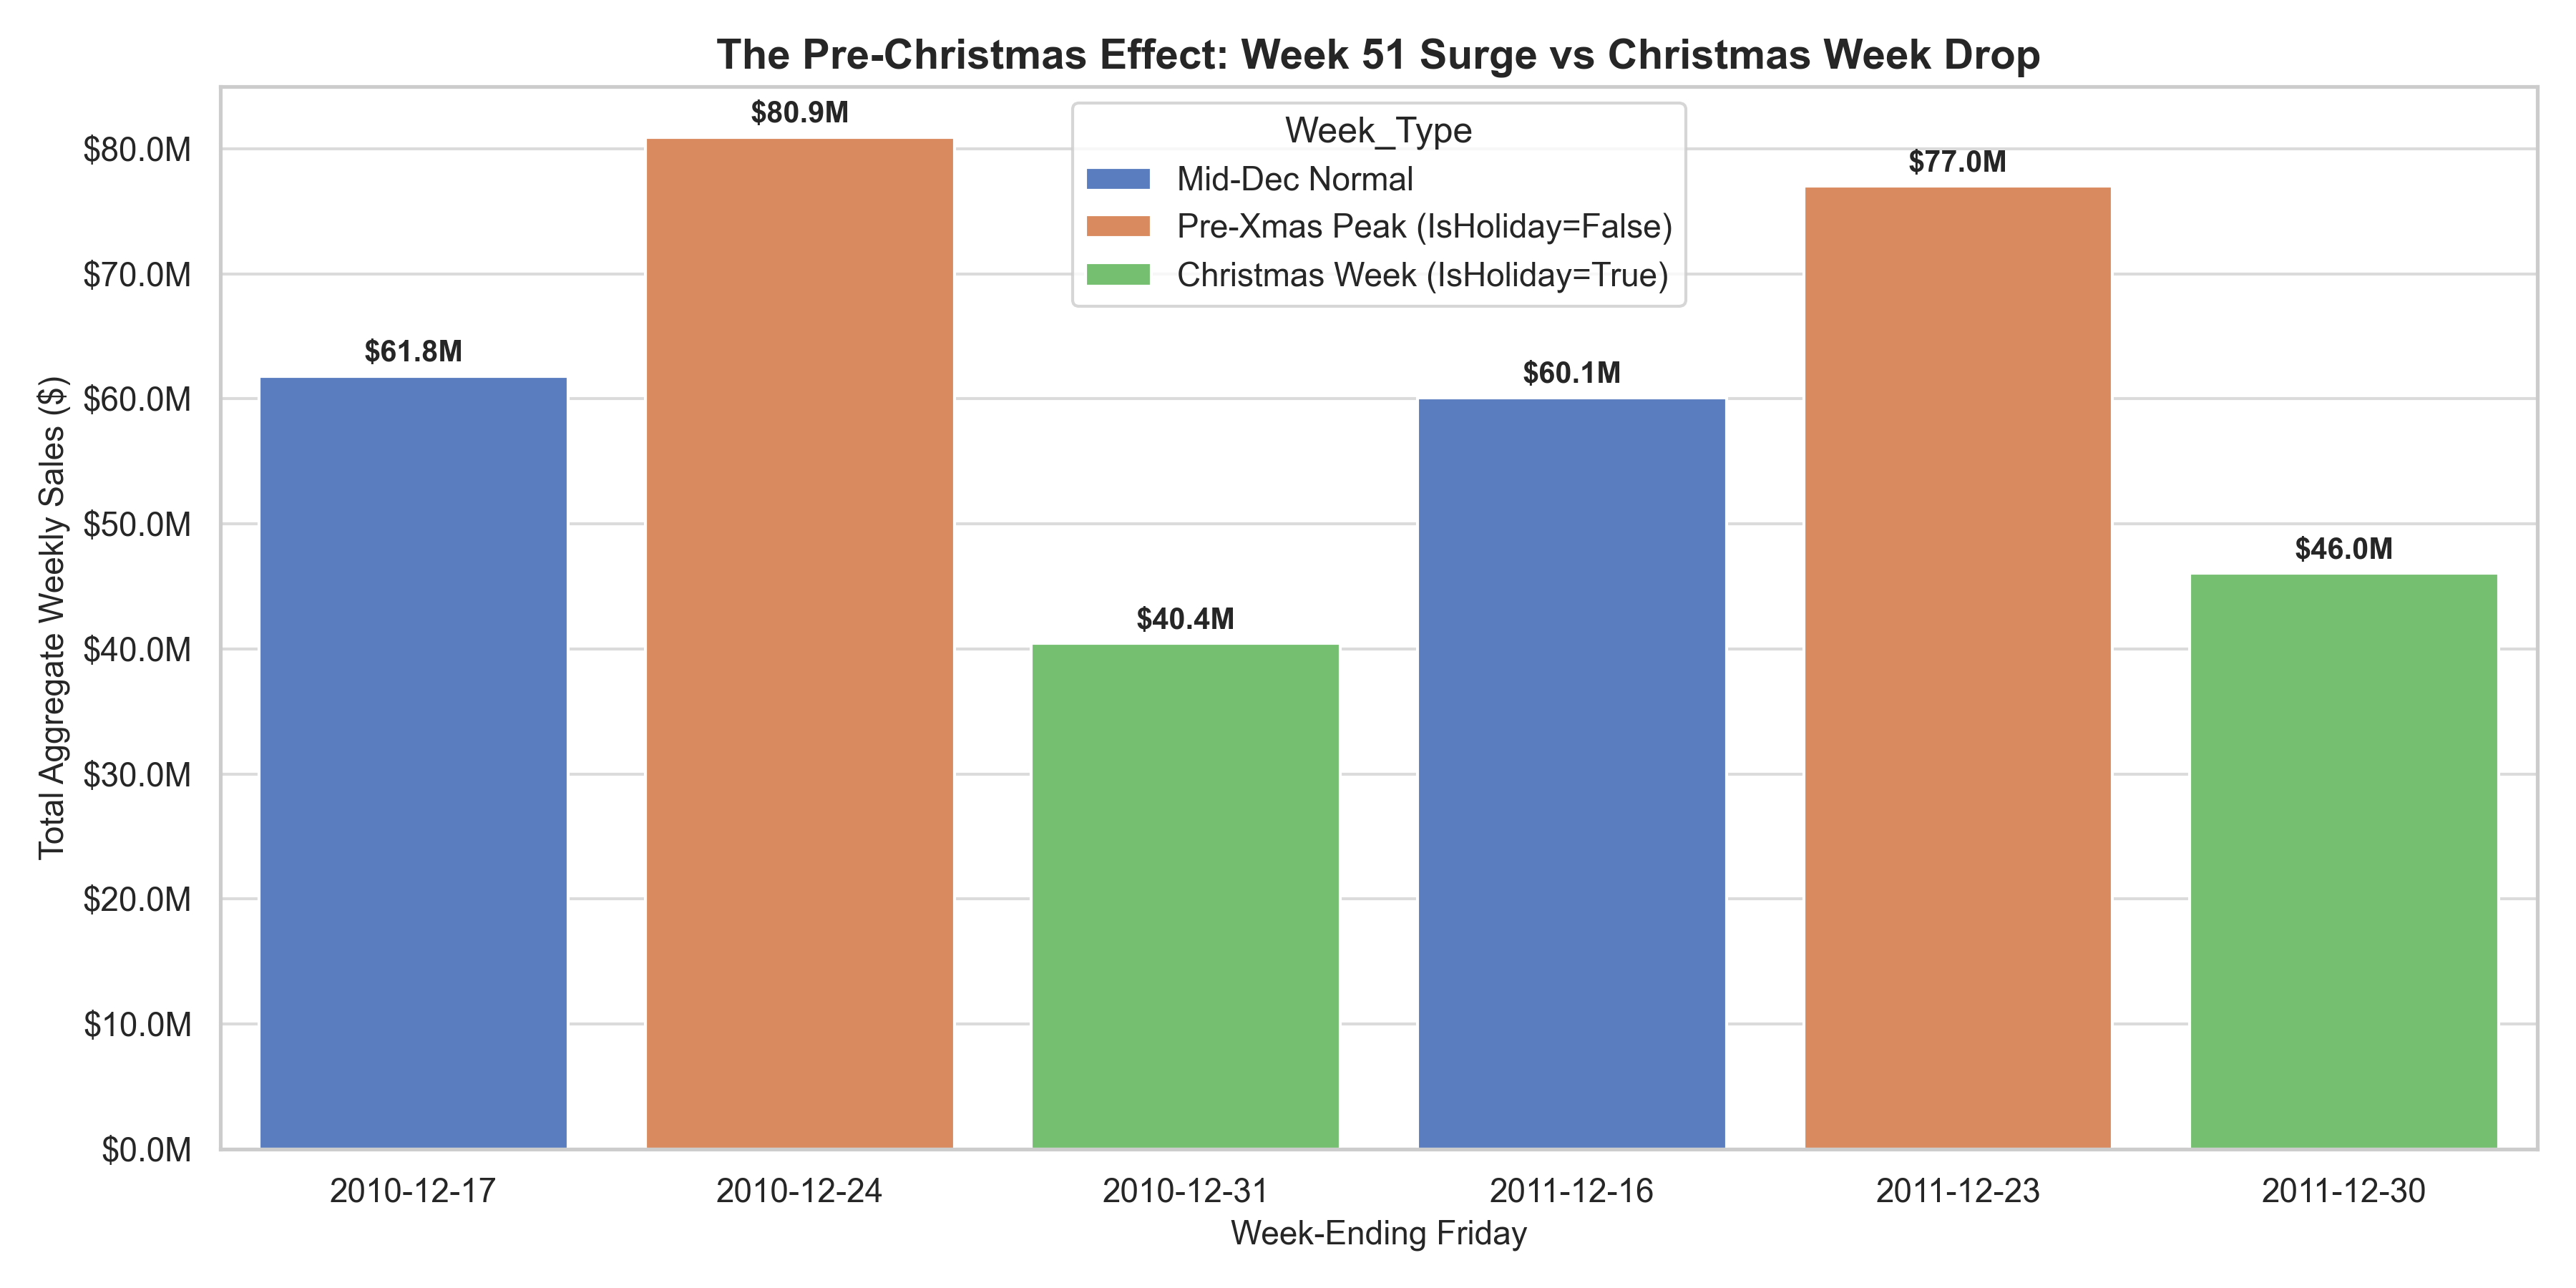 The Pre-Christmas Effect: Week 51 Surge vs Christmas Week Drop
Total Aggregate Weekly Sales ($)
$80.0M
$70.0M
$60.0M
$50.0M
$40.0M
$30.0M
$20.0M
$10.0M
$0.0M
Week_Type
Mid-Dec Normal
Pre-Xmas Peak (IsHoliday=False)
Christmas Week (IsHoliday=True)
$61.8M
$80.9M
$40.4M
$60.1M
$77.0M
$46.0M
2010-12-17
2010-12-24
2010-12-31
2011-12-16
2011-12-23
2011-12-30
Week-Ending Friday